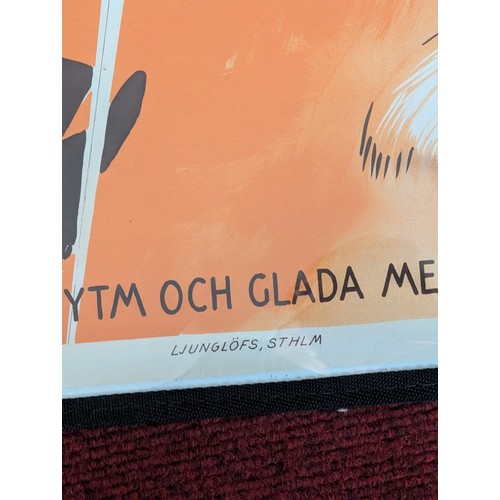 YTM OCH GLADA ME
LJUNGLÖFS, STHLM